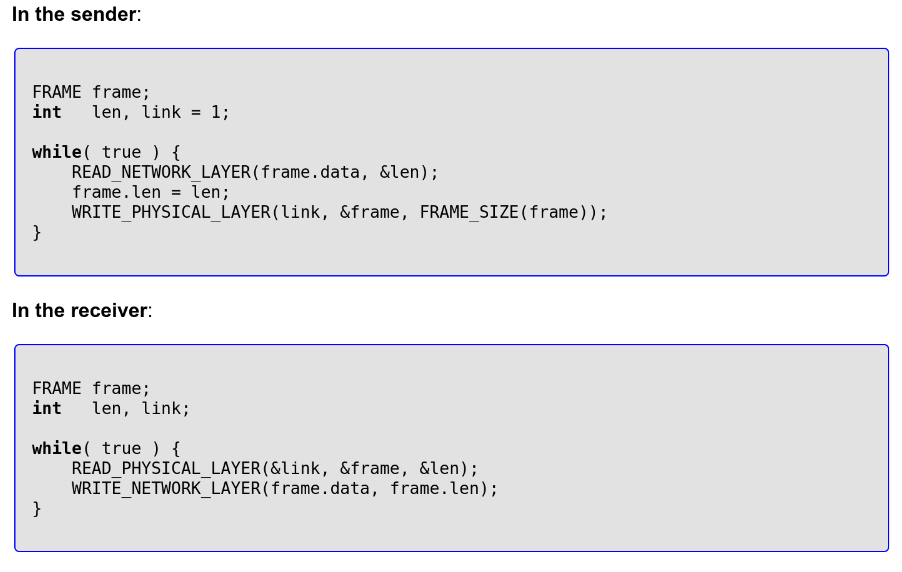 In the sender:
FRAME frame;
int   len, link = 1;
while( true ) {
    READ_NETWORK_LAYER(frame.data, &len);
    frame.len = len;
    WRITE_PHYSICAL_LAYER(link, &frame, FRAME_SIZE(frame));
}
In the receiver:
FRAME frame;
int   len, link;
while( true ) {
    READ_PHYSICAL_LAYER(&link, &frame, &len);
    WRITE_NETWORK_LAYER(frame.data, frame.len);
}